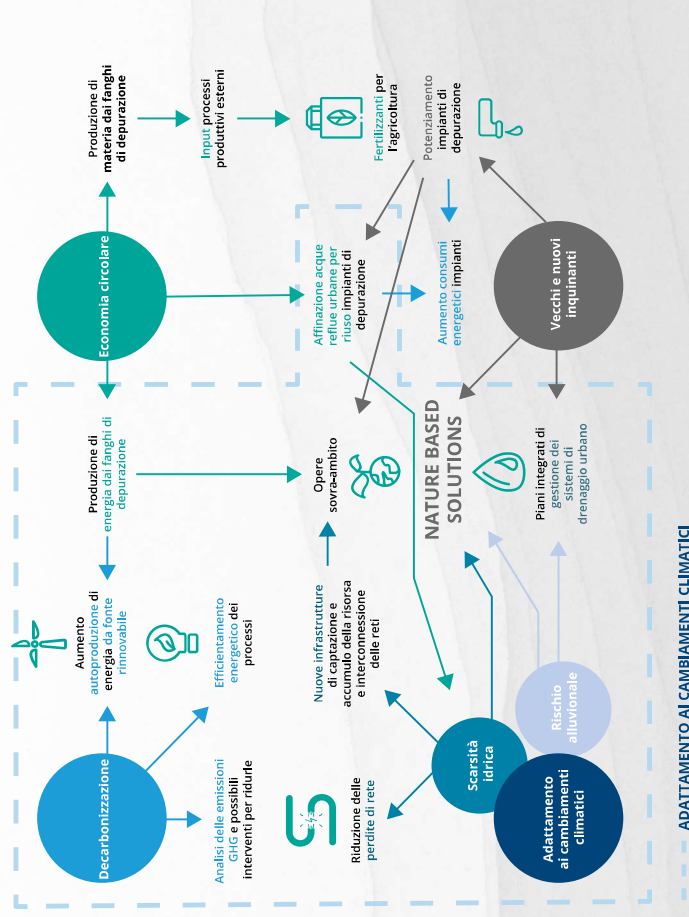 Decarbonizzazione
Analisi delle emissioni
GHG e possibili
interventi per ridurle
Efficientamento
energetico dei
processi
Aumento
autoproduzione di
energia da fonte
rinnovabile
Produzione di
energia dai fanghi di
depurazione
Economia circolare
Produzione di
materia dai fanghi
di depurazione
Input processi
produttivi esterni
Fertilizzanti per
l'agricoltura
Affinazione acque
reflue urbane per
riuso impianti di
depurazione
Potenziamento
impianti di
depurazione
Aumento consumi
energetici impianti
Vecchi e nuovi
inquinanti
Opere
sovra-ambito
NATURE BASED
SOLUTIONS
Piani integrati di
gestione dei
sistemi di
drenaggio urbano
Nuove infrastrutture
di captazione e
accumulo della risorsa
e interconnessione
delle reti
Riduzione delle
perdite di rete
Scarsità
idrica
Rischio
alluvionale
Adattamento
ai cambiamenti
climatici
ADATTAMENTO AI CAMBIAMENTI CLIMATICI